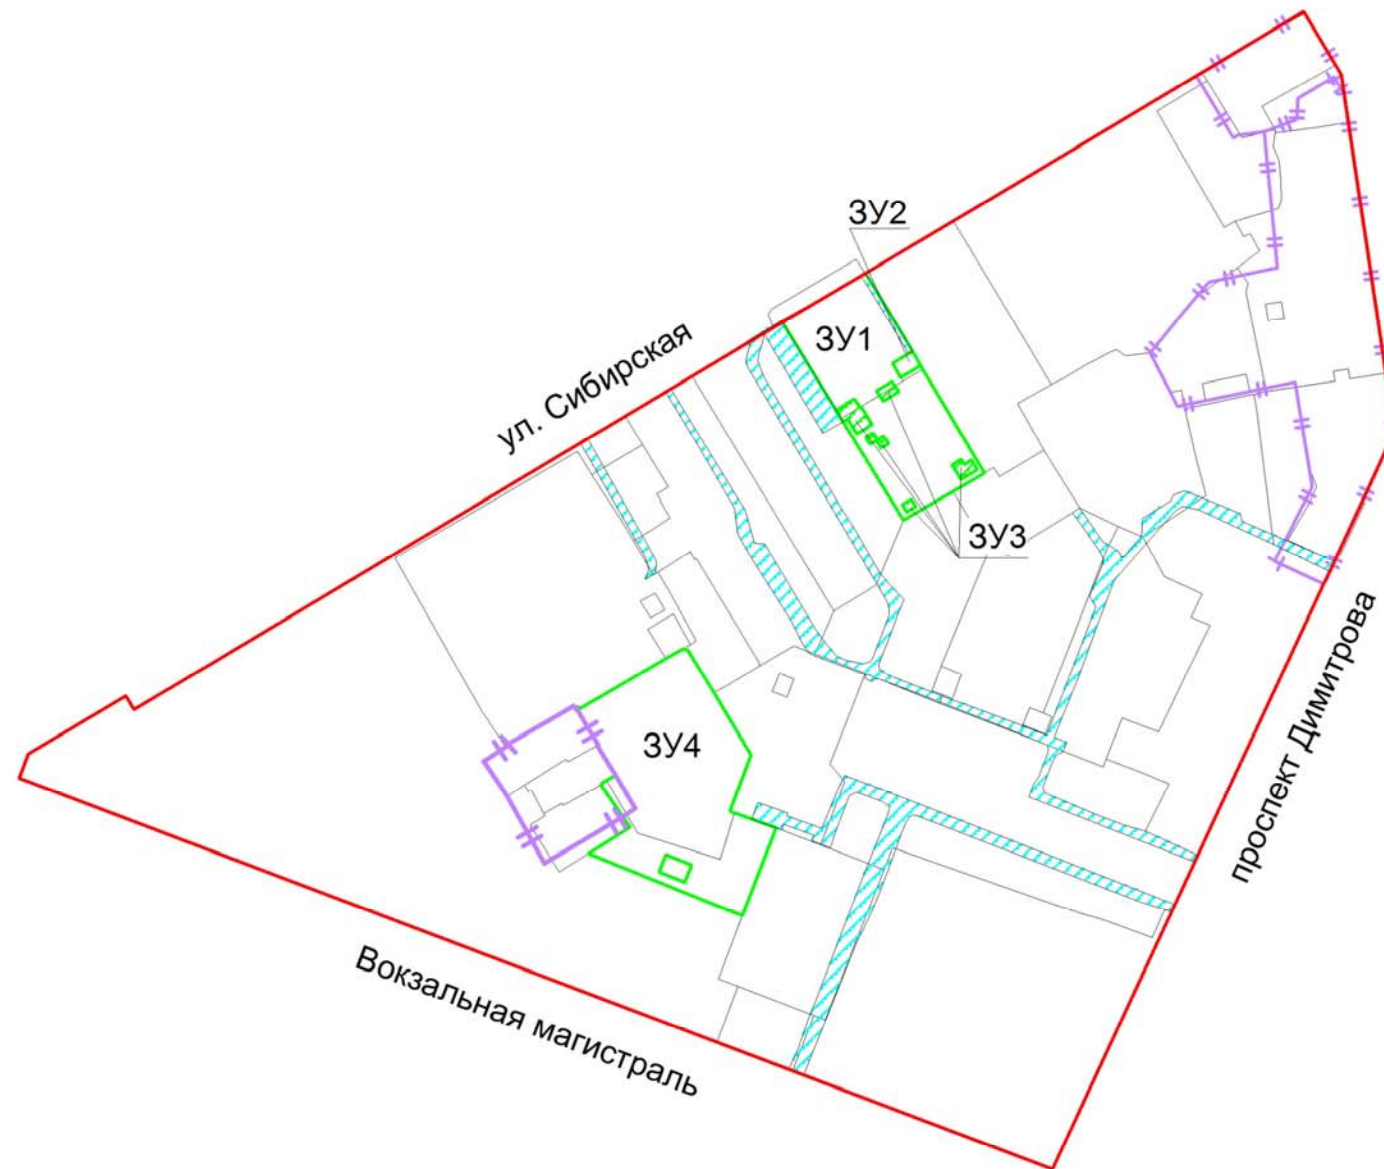 ЗУ2
ЗУ1
ул. Сибирская
ЗУ3
ЗУ4
проспект Димитрова
Вокзальная магистраль